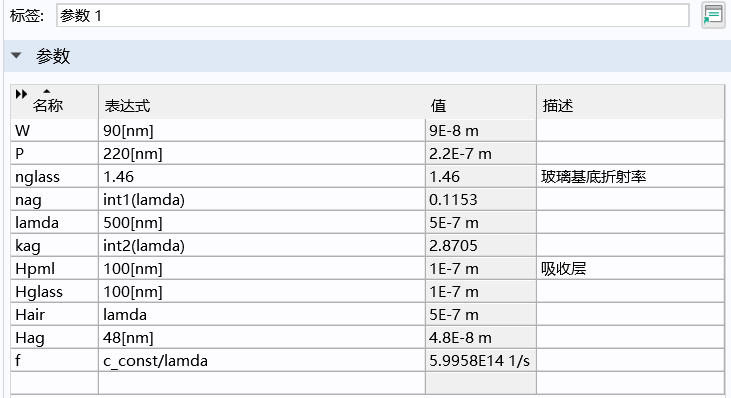 标签: 参数 1
参数
名称 表达式 值 描述
W 90[nm] 9E-8 m
P 220[nm] 2.2E-7 m
nglass 1.46 1.46 玻璃基底折射率
nag int1(lamda) 0.1153
lamda 500[nm] 5E-7 m
kag int2(lamda) 2.8705
Hpml 100[nm] 1E-7 m 吸收层
Hglass 100[nm] 1E-7 m
Hair lamda 5E-7 m
Hag 48[nm] 4.8E-8 m
f c_const/lamda 5.9958E14 1/s